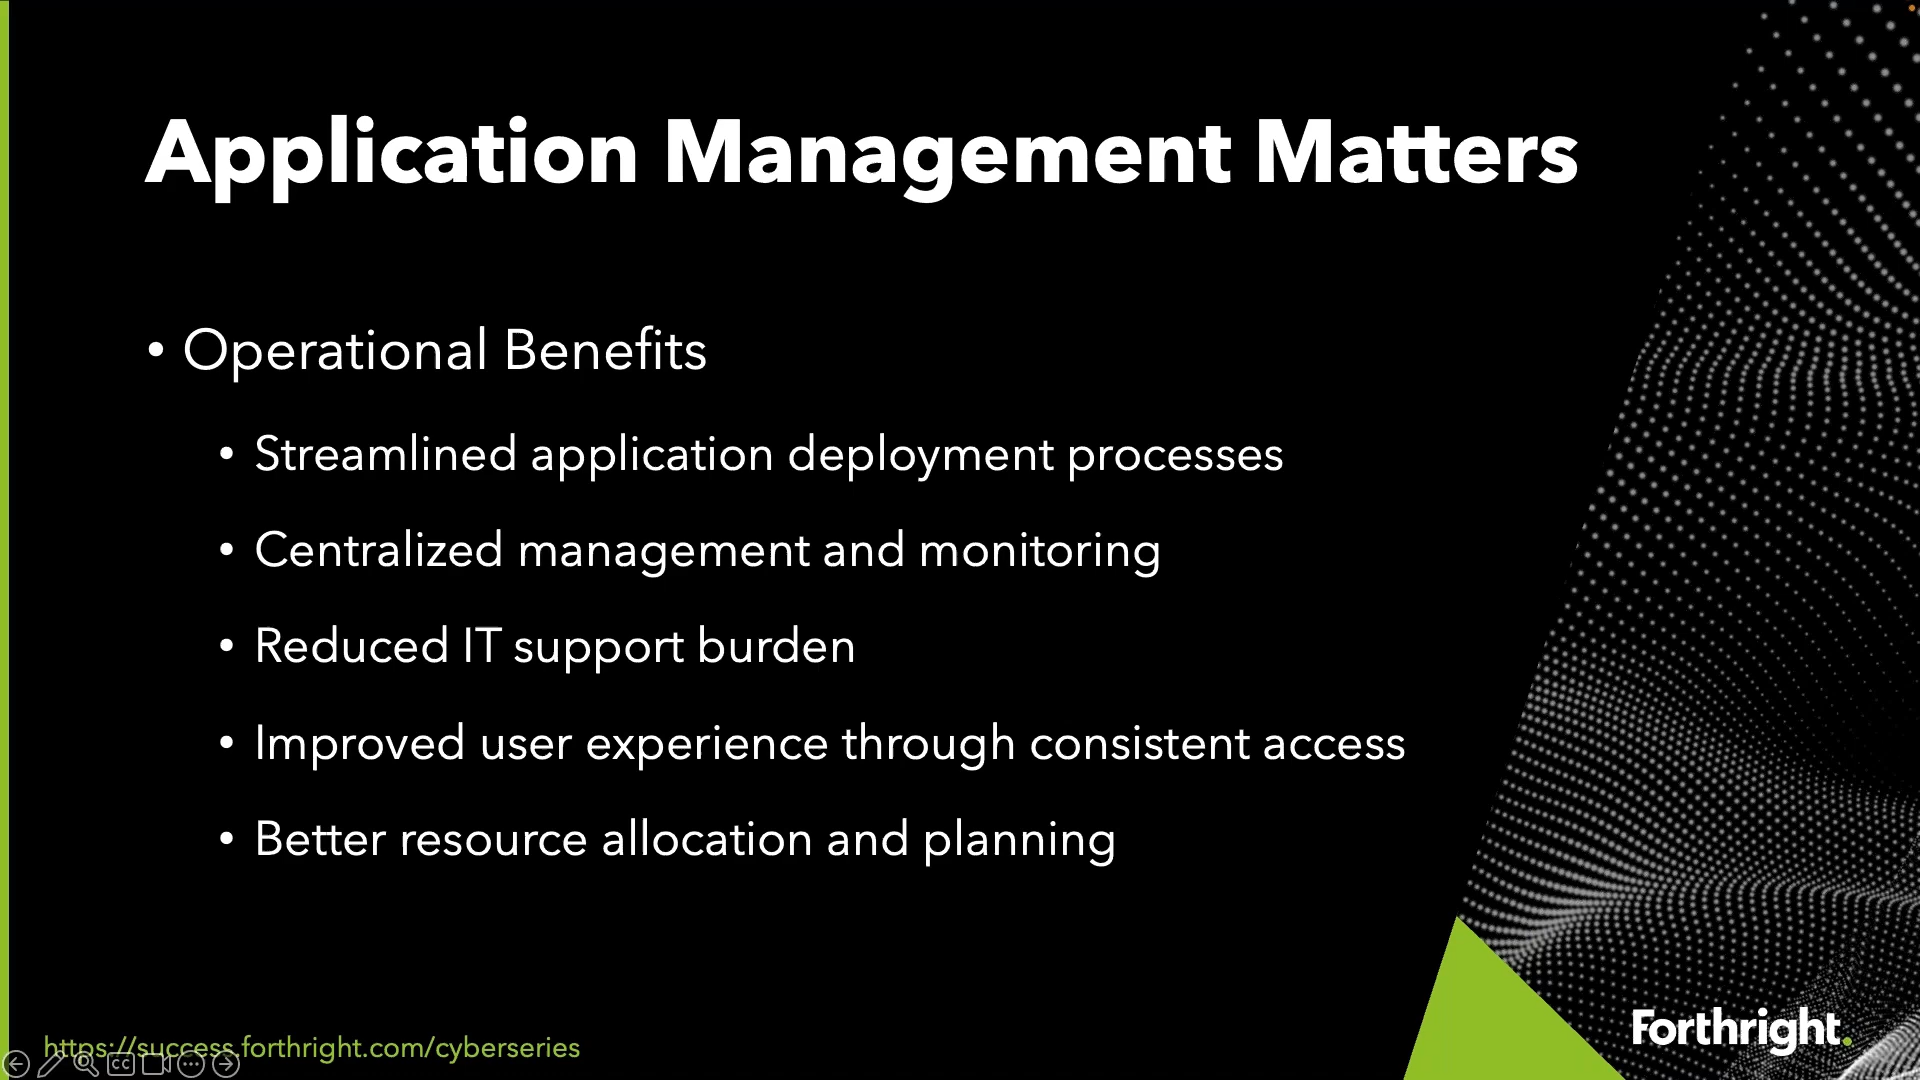 Application Management Matters
• Operational Benefits
• Streamlined application deployment processes
• Centralized management and monitoring
• Reduced IT support burden
• Improved user experience through consistent access
• Better resource allocation and planning
https://success.forthright.com/cyberseries
CC
Forthright.